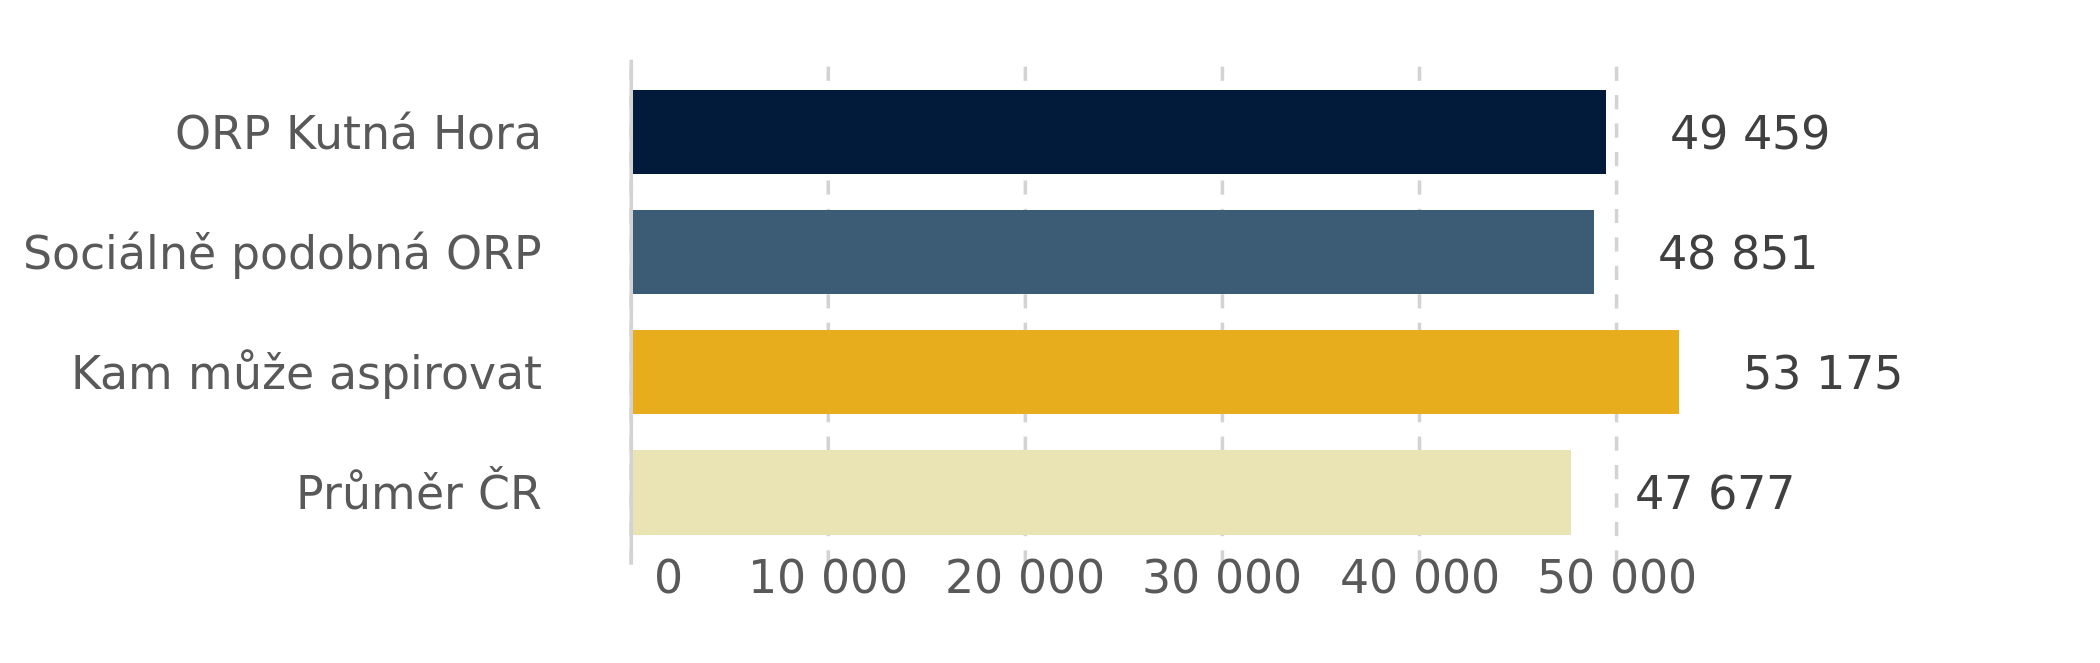 ORP Kutná Hora 49 459
Sociálně podobná ORP 48 851
Kam může aspirovat 53 175
Průměr ČR 47 677
0 10 000 20 000 30 000 40 000 50 000